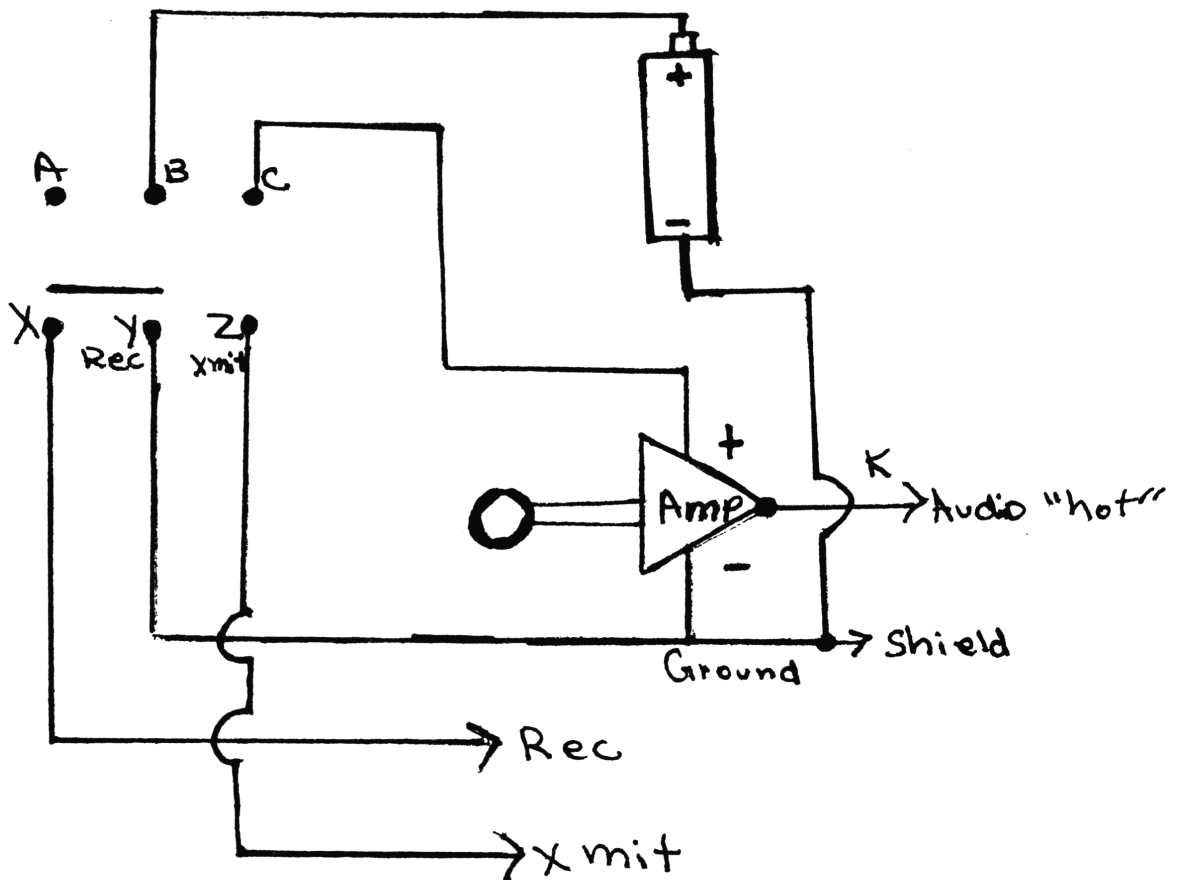 +
A B C
−
X Y Z
Rec xmit
K
+
Amp
Audio "hot"
−
Shield
Ground
Rec
Xmit